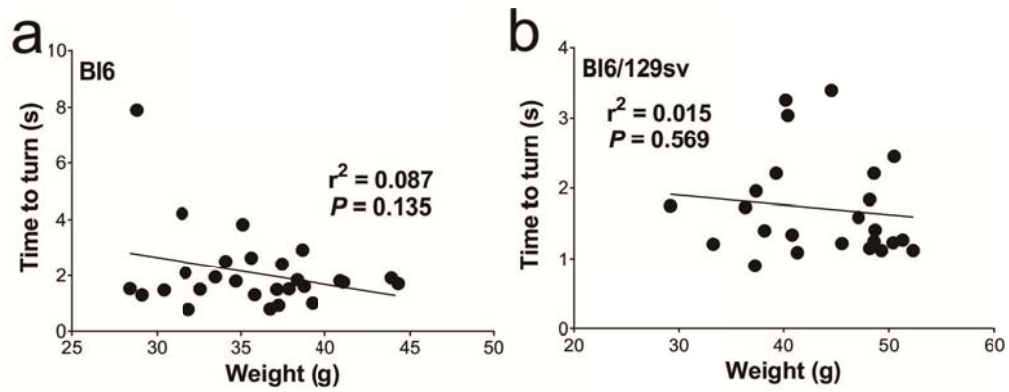 a
Bl6
r² = 0.087
P = 0.135
Time to turn (s)
10
8
6
4
2
0
25 30 35 40 45 50
Weight (g)
b
Bl6/129sv
r² = 0.015
P = 0.569
Time to turn (s)
4
3
2
1
0
20 30 40 50 60
Weight (g)